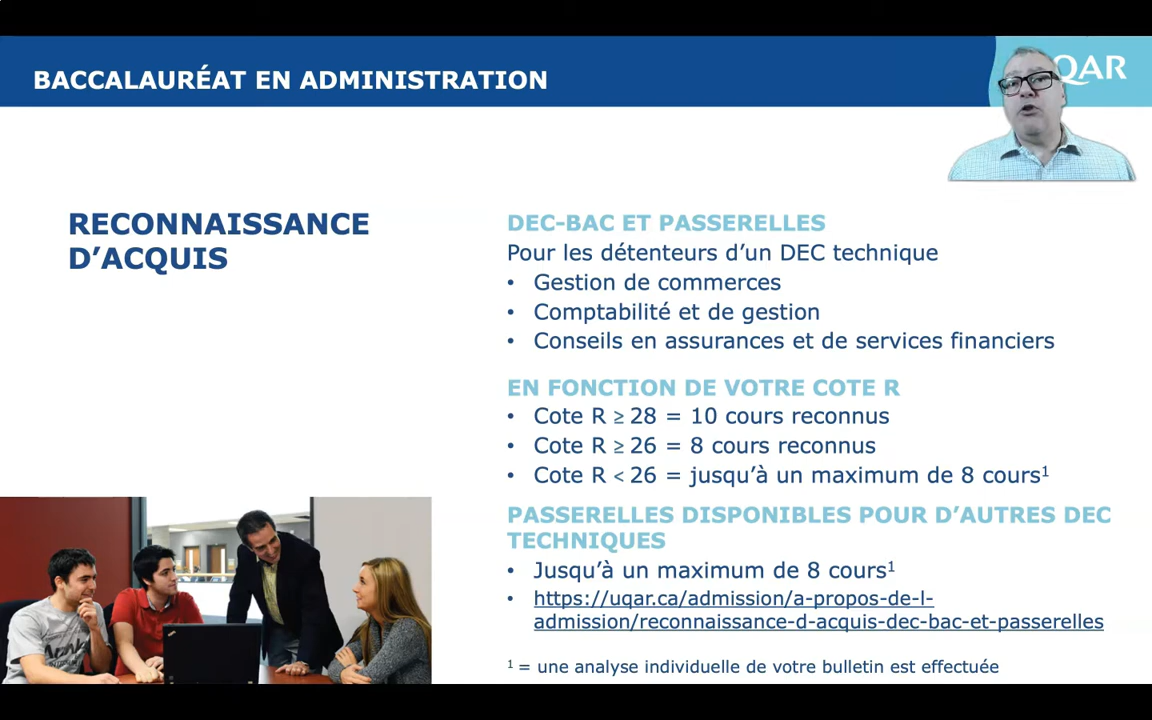 BACCALAURÉAT EN ADMINISTRATION
QAR
RECONNAISSANCE
D’ACQUIS
DEC-BAC ET PASSERELLES
Pour les détenteurs d’un DEC technique
• Gestion de commerces
• Comptabilité et de gestion
• Conseils en assurances et de services financiers
EN FONCTION DE VOTRE COTE R
• Cote R ≥ 28 = 10 cours reconnus
• Cote R ≥ 26 = 8 cours reconnus
• Cote R < 26 = jusqu’à un maximum de 8 cours¹
PASSERELLES DISPONIBLES POUR D’AUTRES DEC
TECHNIQUES
• Jusqu’à un maximum de 8 cours¹
• https://uqar.ca/admission/a-propos-de-l-
admission/reconnaissance-d-acquis-dec-bac-et-passerelles
¹ = une analyse individuelle de votre bulletin est effectuée